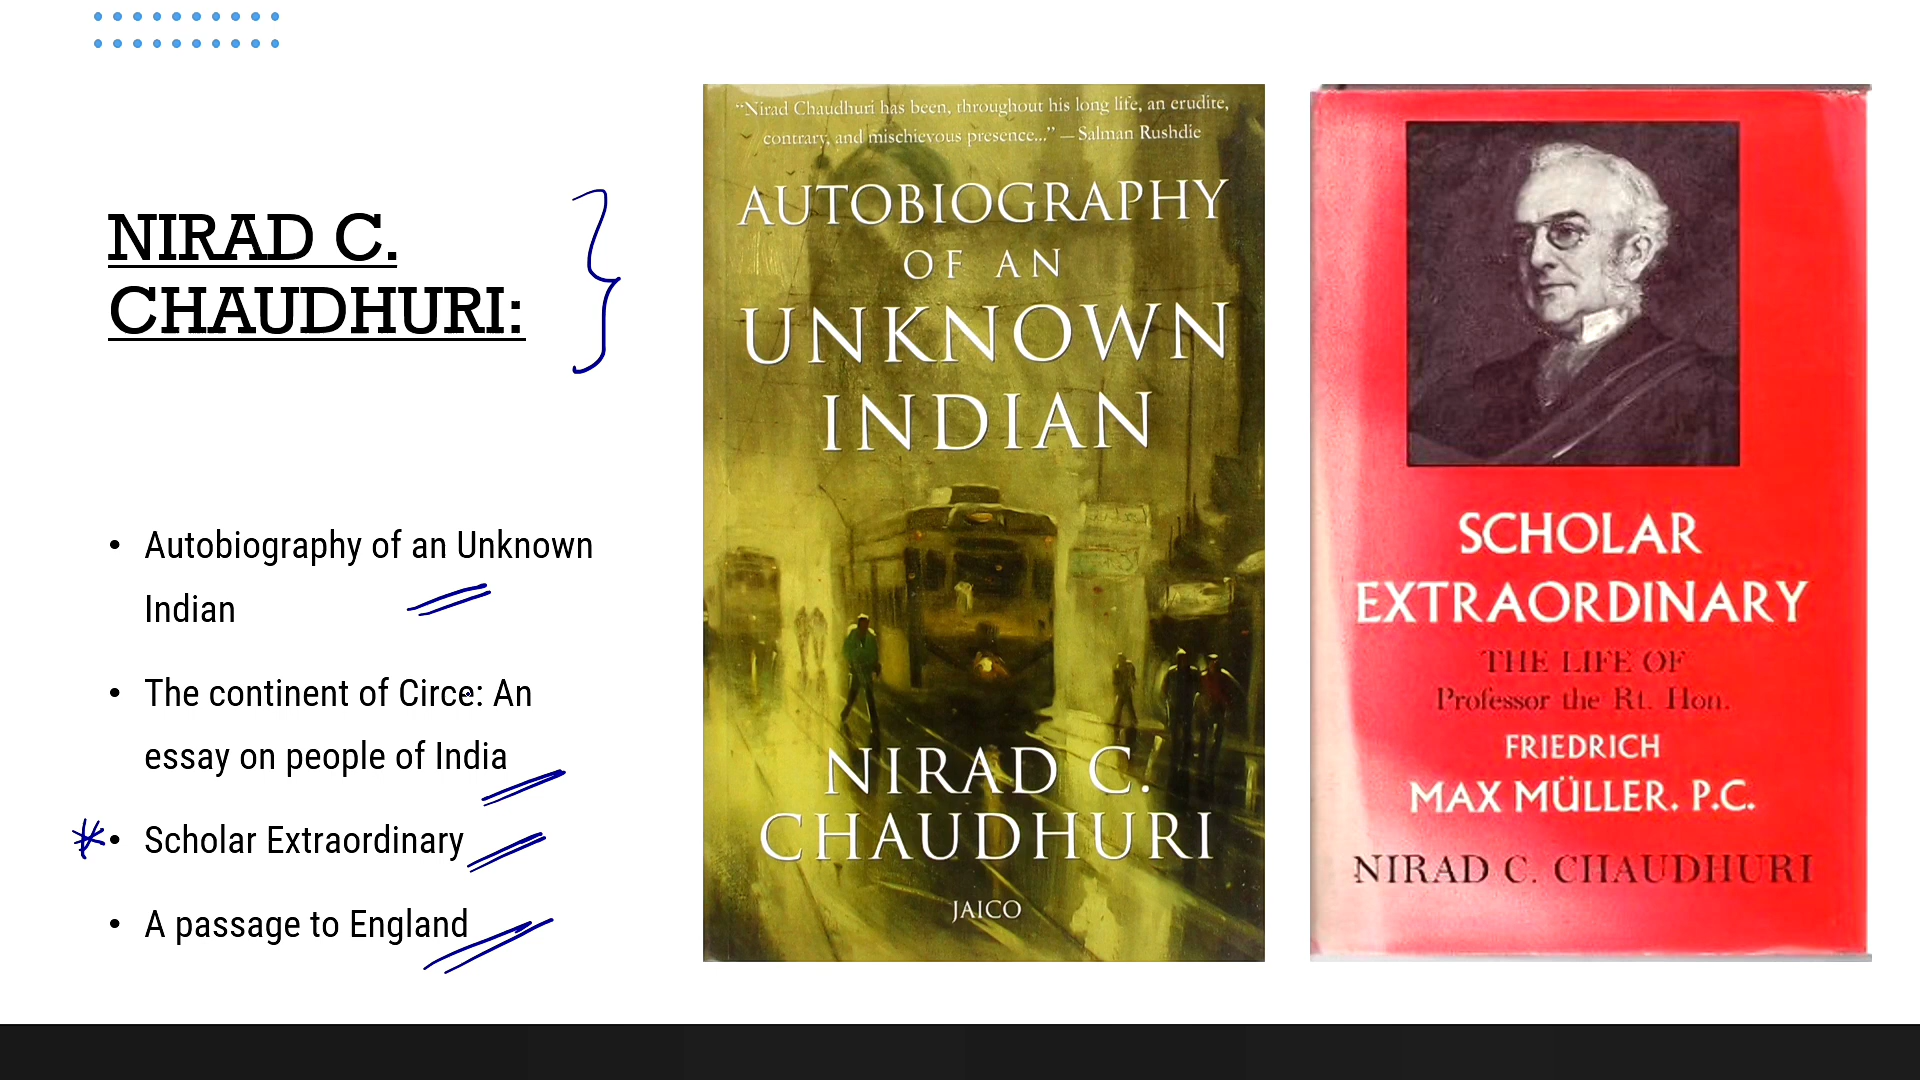 NIRAD C.
CHAUDHURI:
• Autobiography of an Unknown
Indian
• The continent of Circe: An
essay on people of India
• Scholar Extraordinary
• A passage to England
“Nirad Chaudhuri has been, throughout his long life, an erudite,
contrary, and mischievous presence...” — Salman Rushdie
AUTOBIOGRAPHY
OF AN
UNKNOWN
INDIAN
NIRAD C.
CHAUDHURI
JAICO
SCHOLAR
EXTRAORDINARY
THE LIFE OF
Professor the Rt. Hon.
FRIEDRICH
MAX MÜLLER. P.C.
NIRAD C. CHAUDHURI